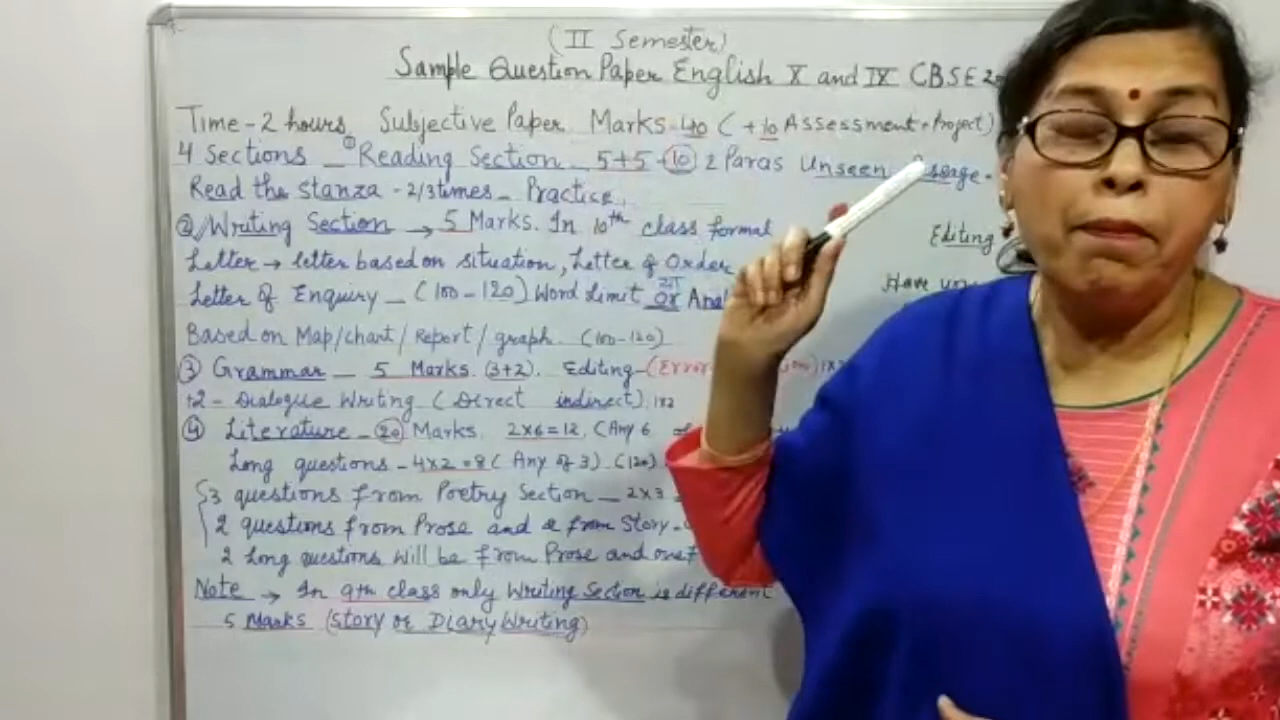 (II Semester)
Sample Question Paper English X and IX CBSE
Time - 2 hours, Subjective Paper Marks - 40 ( + 10 Assessment + Project)
4 Sections - ① Reading Section - 5+5 - 10 2 Paras Unseen
Read the stanza - 2/3 times - Practice.
② Writing Section → 5 Marks. In 10th class formal
Editing
Letter → letter based on situation, Letter of Order
Have
Letter of Enquiry - (100 - 120) Word limit OR
Based on Map/chart/Report/graph. (100-120)
③ Grammar - 5 Marks. (3+2). Editing - (Error
+2 - Dialogue Writing (Direct indirect) 1x2
④ Literature - 20 Marks. 2x6=12, (Any 6
Long questions - 4x2=8 (Any of 3) (120)
3 questions from Poetry Section - 2x3
2 questions from Prose and 2 from Story -
2 Long questions will be from Prose and one
Note → In 9th class only Writing Section is different
5 Marks (Story or Diary Writing)